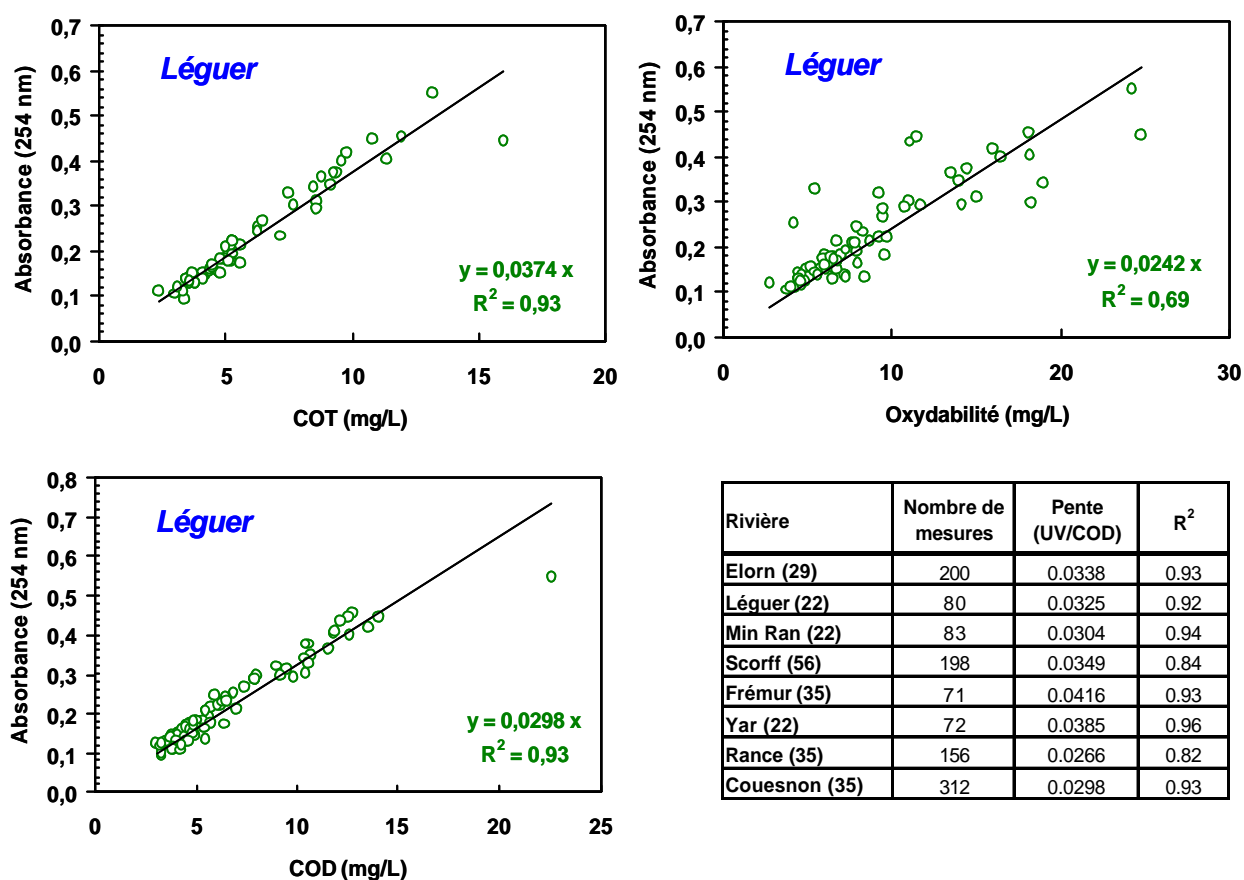 Léguer
Absorbance (254 nm)
0,7
0,6
0,5
0,4
0,3
0,2
0,1
0,0
y = 0,0374 x
R² = 0,93
0 5 10 15 20
COT (mg/L)
Léguer
Absorbance (254 nm)
0,7
0,6
0,5
0,4
0,3
0,2
0,1
0,0
y = 0,0242 x
R² = 0,69
0 10 20 30
Oxydabilité (mg/L)
Léguer
Absorbance (254 nm)
0,8
0,7
0,6
0,5
0,4
0,3
0,2
0,1
0,0
y = 0,0298 x
R² = 0,93
0 5 10 15 20 25
COD (mg/L)
Rivière Nombre de mesures Pente (UV/COD) R²
Elorn (29) 200 0.0338 0.93
Léguer (22) 80 0.0325 0.92
Min Ran (22) 83 0.0304 0.94
Scorff (56) 198 0.0349 0.84
Frémur (35) 71 0.0416 0.93
Yar (22) 72 0.0385 0.96
Rance (35) 156 0.0266 0.82
Couesnon (35) 312 0.0298 0.93